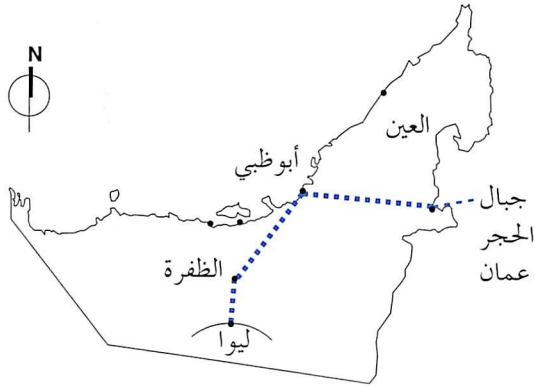 N
العين
أبوظبي
جبال
الحجر
عمان
الظفرة
ليوا